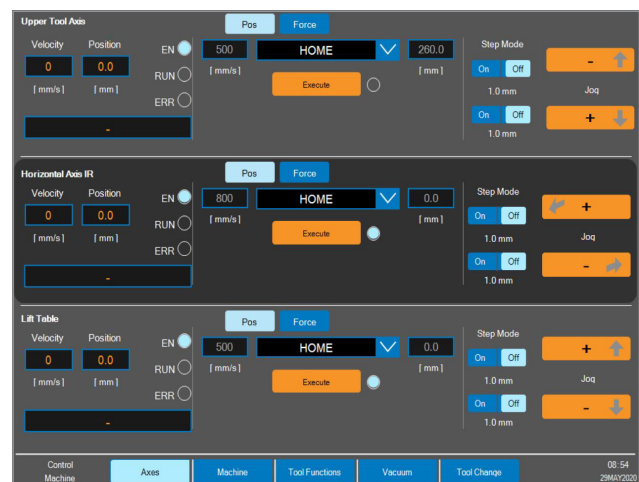 Upper Tool Axis
Pos Force
Velocity Position EN 500 HOME 260.0 Step Mode
0 0.0 RUN [mm/s] Execute [mm] On Off -
[mm/s] [mm] ERR 1.0 mm Jog
- On Off +
1.0 mm
Horizontal Axis IR
Pos Force
Velocity Position EN 800 HOME 0.0 Step Mode
0 0.0 RUN [mm/s] Execute [mm] On Off +
[mm/s] [mm] ERR 1.0 mm Jog
- On Off -
1.0 mm
Lift Table
Pos Force
Velocity Position EN 500 HOME 0.0 Step Mode
0 0.0 RUN [mm/s] Execute [mm] On Off +
[mm/s] [mm] ERR 1.0 mm Jog
- On Off -
1.0 mm
Control Machine Axes Machine Tool Functions Vacuum Tool Change 08:54
29MAY2020